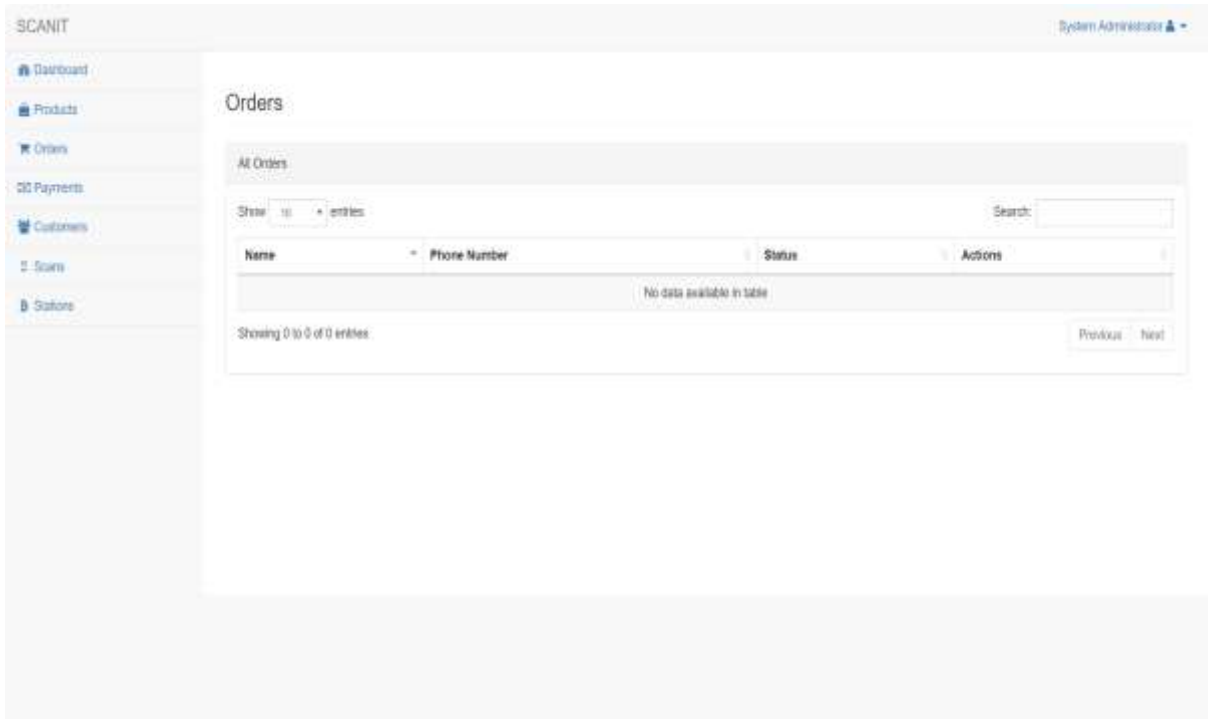 SCANIT
System Administrator
Dashboard
Products
Orders
Payments
Customers
Scans
Stations
Orders
All Orders
Show 10 entries
Search:
Name Phone Number Status Actions
No data available in table
Showing 0 to 0 of 0 entries
Previous Next